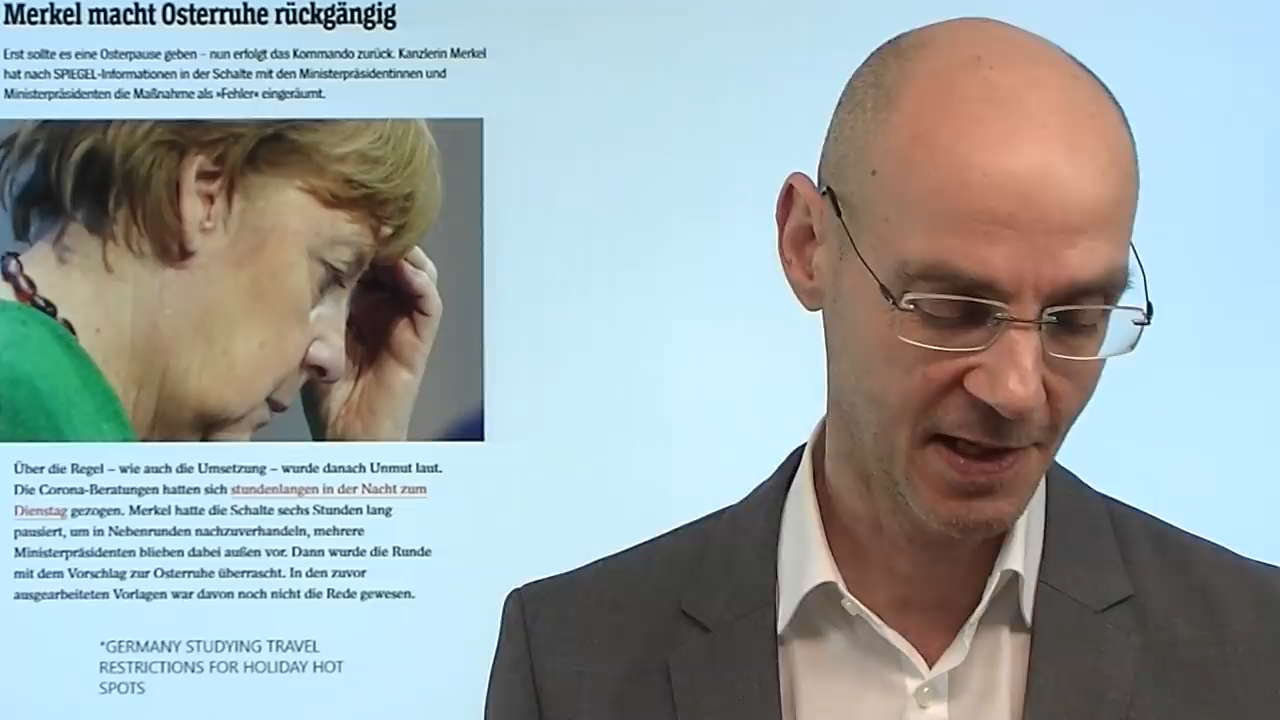 Merkel macht Osterruhe rückgängig
Erst sollte es eine Osterpause geben – nun erfolgt das Kommando zurück. Kanzlerin Merkel
hat nach SPIEGEL-Informationen in der Schalte mit den Ministerpräsidentinnen und
Ministerpräsidenten die Maßnahme als »Fehler« eingeräumt.
Über die Regel – wie auch die Umsetzung – wurde danach Unmut laut.
Die Corona-Beratungen hatten sich stundenlangen in der Nacht zum
Dienstag gezogen. Merkel hatte die Schalte sechs Stunden lang
pausiert, um in Nebenrunden nachzuverhandeln, mehrere
Ministerpräsidenten blieben dabei außen vor. Dann wurde die Runde
mit dem Vorschlag zur Osterruhe überrascht. In den zuvor
ausgearbeiteten Vorlagen war davon noch nicht die Rede gewesen.
*GERMANY STUDYING TRAVEL
RESTRICTIONS FOR HOLIDAY HOT
SPOTS